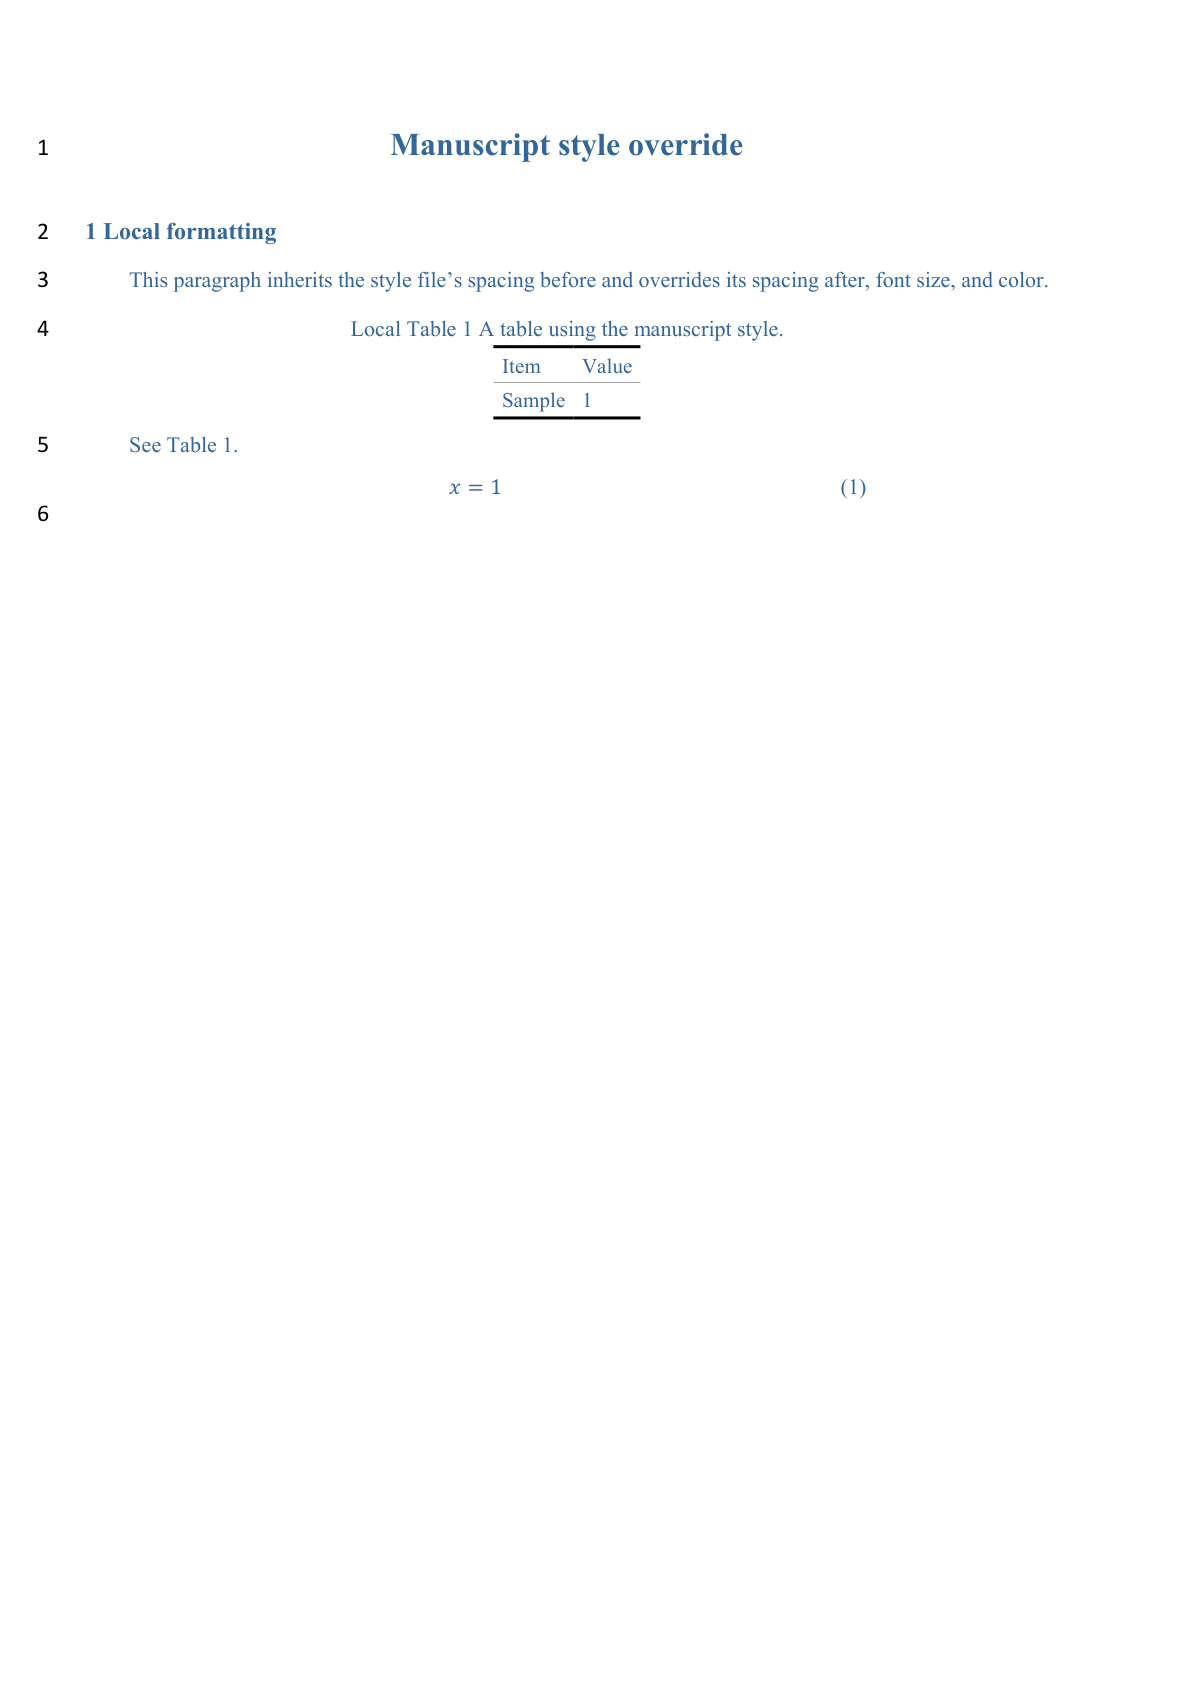 1 Manuscript style override
2 1 Local formatting
3 This paragraph inherits the style file’s spacing before and overrides its spacing after, font size, and color.
4 Local Table 1 A table using the manuscript style.
Item Value
Sample 1
5 See Table 1.
𝑥 = 1 (1)
6